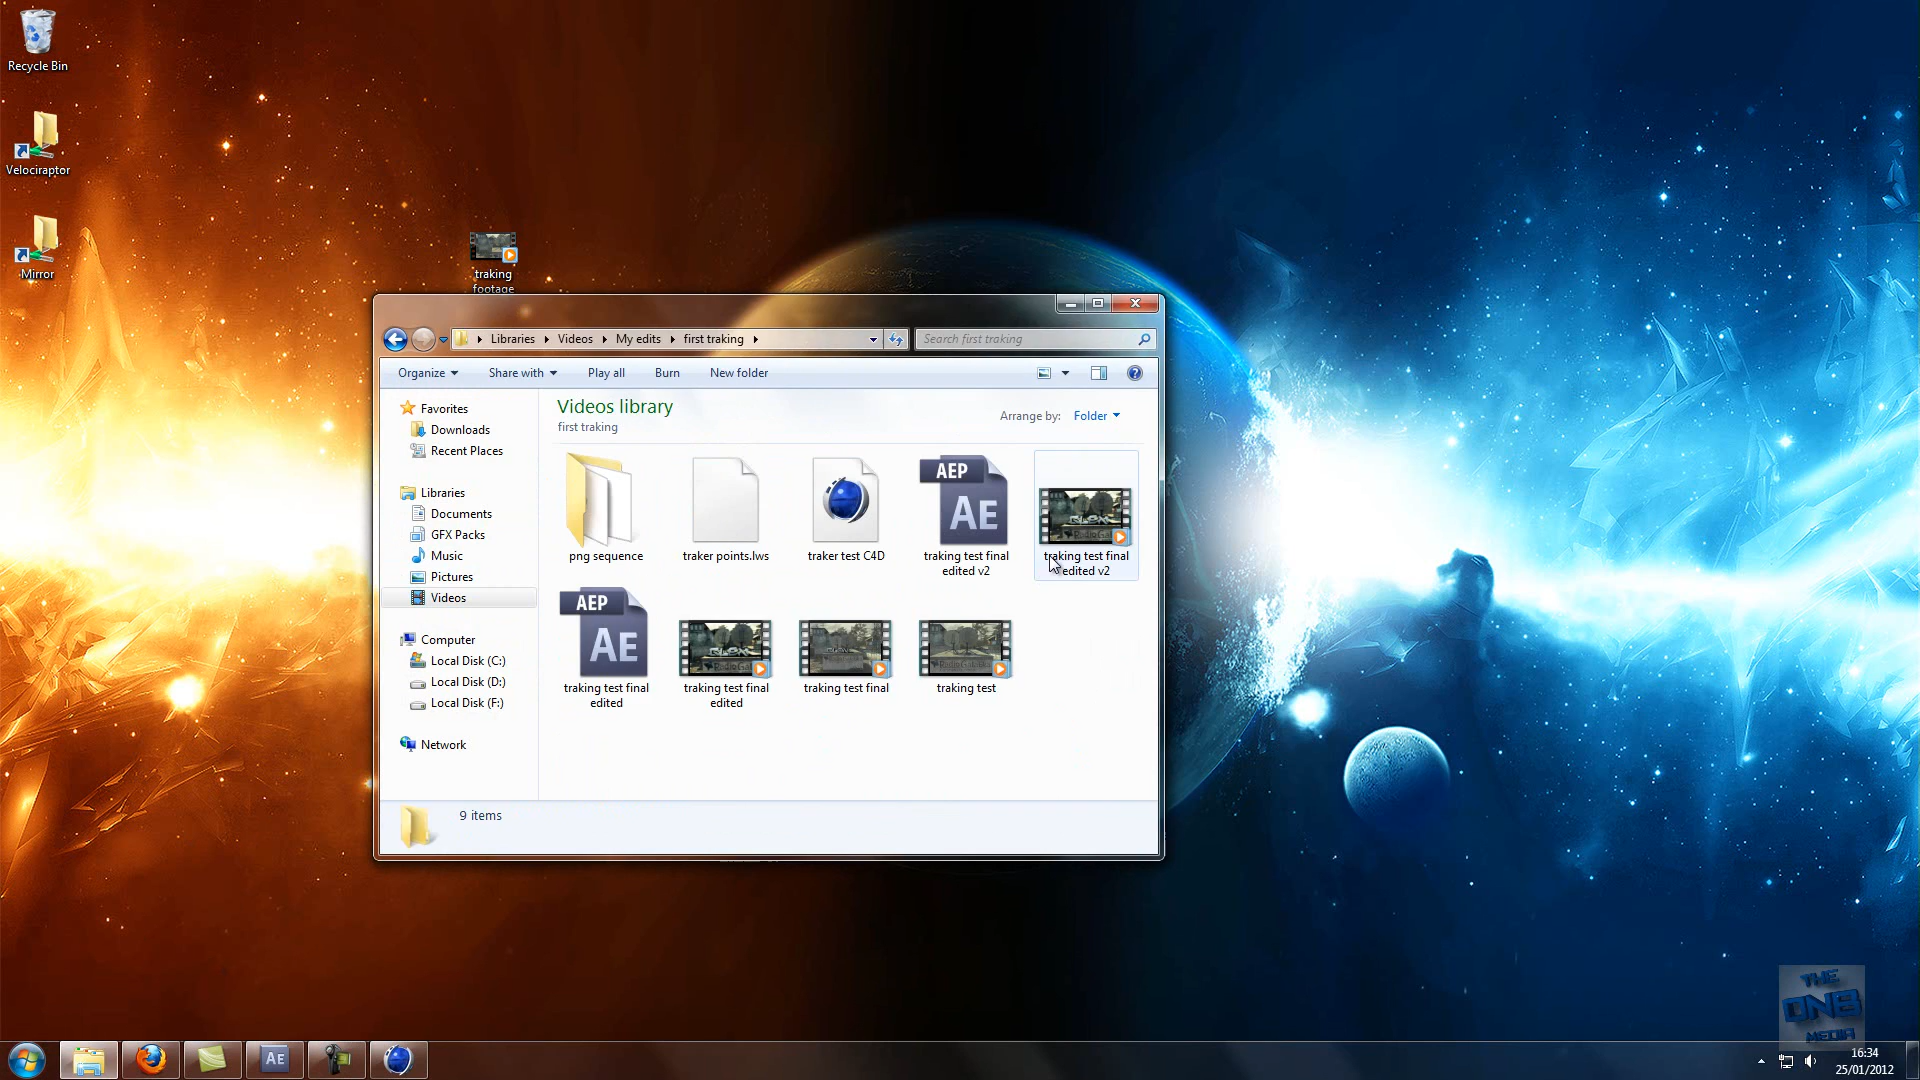 Recycle Bin
Velociraptor
Mirror
traking
footage
Libraries
Videos
My edits
first traking
Search first traking
Organize
Share with
Play all
Burn
New folder
Favorites
Downloads
Recent Places
Libraries
Documents
GFX Packs
Music
Pictures
Videos
Computer
Local Disk (C:)
Local Disk (D:)
Local Disk (F:)
Network
Videos library
first traking
Arrange by: Folder
png sequence
traker points.lws
traker test C4D
AEP
Ae
traking test final
edited v2
traking test final
edited v2
AEP
Ae
traking test final
edited
traking test final
edited
traking test final
traking test
9 items
THE
DNB
MEDIA
AE
16:34
25/01/2012